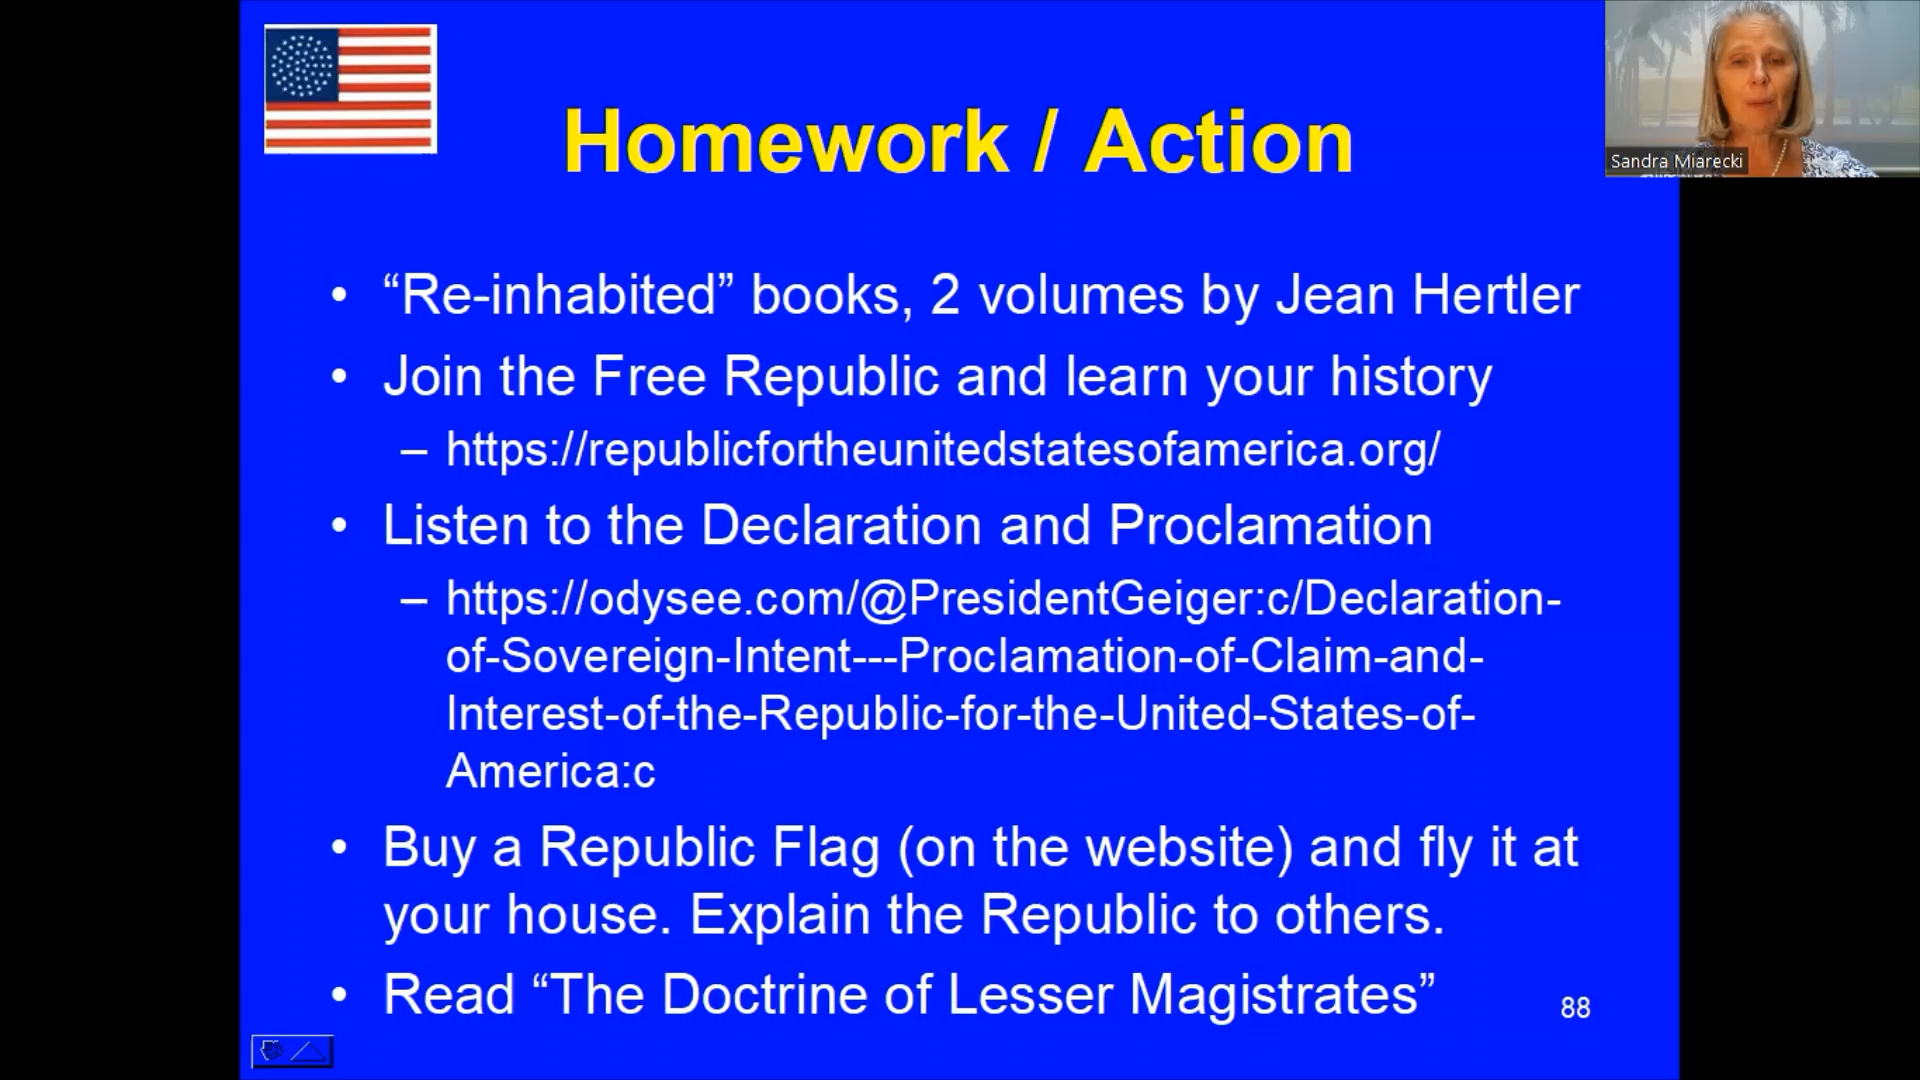 Homework / Action
Sandra Miarecki
• “Re-inhabited” books, 2 volumes by Jean Hertler
• Join the Free Republic and learn your history
– https://republicfortheunitedstatesofamerica.org/
• Listen to the Declaration and Proclamation
– https://odysee.com/@PresidentGeiger:c/Declaration-
of-Sovereign-Intent---Proclamation-of-Claim-and-
Interest-of-the-Republic-for-the-United-States-of-
America:c
• Buy a Republic Flag (on the website) and fly it at
your house. Explain the Republic to others.
• Read “The Doctrine of Lesser Magistrates”
88